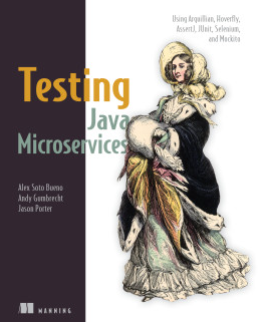 Using Arquillian, Hoverfly,
AssertJ, JUnit, Selenium,
and Mockito
Testing
Java
Microservices
Alex Soto Bueno
Andy Gumbrecht
Jason Porter
MANNING